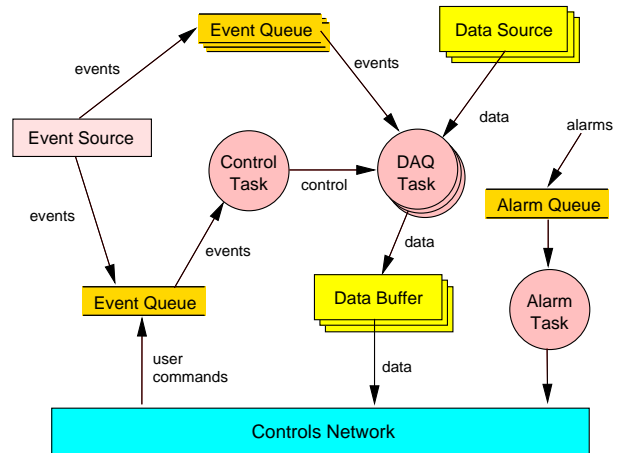 Event Queue
Data Source
events
events
data
alarms
Event Source
Control
Task
DAQ
Task
control
Alarm Queue
events
events
data
Event Queue
Data Buffer
Alarm
Task
user
commands
data
Controls Network